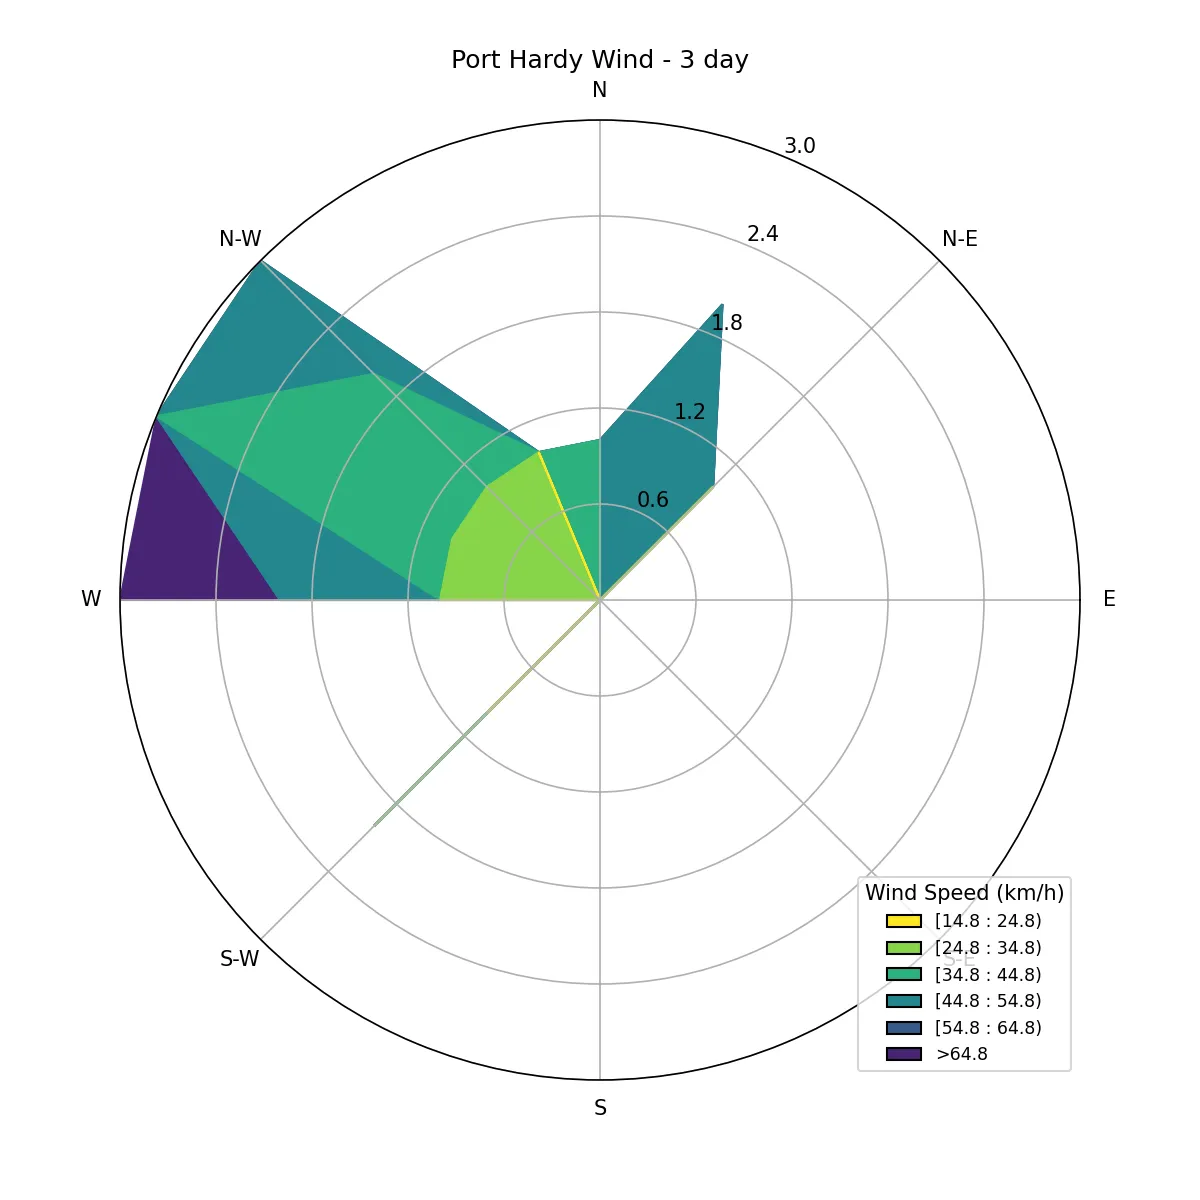 Port Hardy Wind - 3 day
N
3.0
N-W
2.4
N-E
1.8
1.2
0.6
W
E
S-W
S-E
Wind Speed (km/h)
[14.8 : 24.8)
[24.8 : 34.8)
[34.8 : 44.8)
[44.8 : 54.8)
[54.8 : 64.8)
>64.8
S